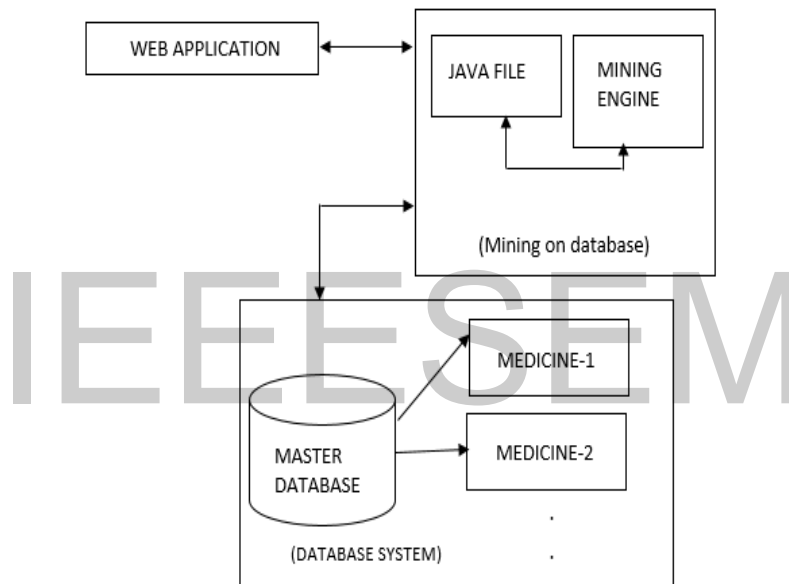 WEB APPLICATION
JAVA FILE
MINING
ENGINE
(Mining on database)
IEEESEM
MEDICINE-1
MEDICINE-2
MASTER
DATABASE
.
(DATABASE SYSTEM)
.